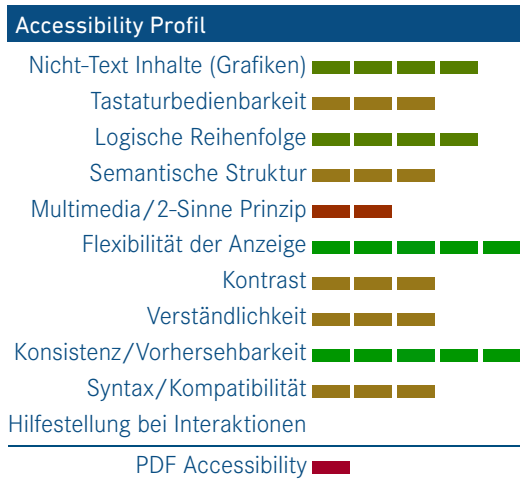 Accessibility Profil
Nicht-Text Inhalte (Grafiken)
Tastaturbedienbarkeit
Logische Reihenfolge
Semantische Struktur
Multimedia/2-Sinne Prinzip
Flexibilität der Anzeige
Kontrast
Verständlichkeit
Konsistenz/Vorhersehbarkeit
Syntax/Kompatibilität
Hilfestellung bei Interaktionen
PDF Accessibility